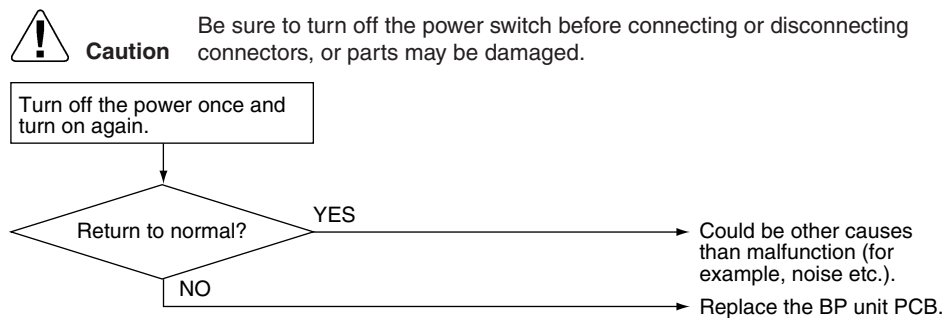 Be sure to turn off the power switch before connecting or disconnecting
Caution connectors, or parts may be damaged.
Turn off the power once and
turn on again.
Return to normal?
YES
Could be other causes
than malfunction (for
example, noise etc.).
NO
Replace the BP unit PCB.